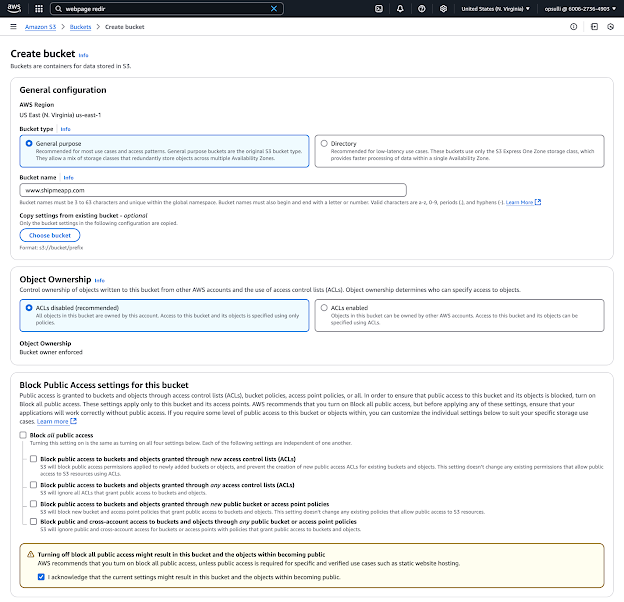 aws
webpage redir
United States (N. Virginia)
opselli @ 6006-2736-4903
Amazon S3
Buckets
Create bucket
Create bucket Info
Buckets are containers for data stored in S3.
General configuration
AWS Region
US East (N. Virginia) us-east-1
Bucket type Info
General purpose
Recommended for most use cases and access patterns. General purpose buckets are the original S3 bucket type.
They allow a mix of storage classes that redundantly store objects across multiple Availability Zones.
Directory
Recommended for low-latency use cases. These buckets use only the S3 Express One Zone storage class, which
provides faster processing of data within a single Availability Zone.
Bucket name Info
www.shipmeapp.com
Bucket names must be 3 to 63 characters and unique within the global namespace. Bucket names must also begin and end with a letter or number. Valid characters are a-z, 0-9, periods (.), and hyphens (-). Learn More
Copy settings from existing bucket - optional
Only the bucket settings in the following configuration are copied.
Choose bucket
Format: s3://bucket/prefix
Object Ownership Info
Control ownership of objects written to this bucket from other AWS accounts and the use of access control lists (ACLs). Object ownership determines who can specify access to objects.
ACLs disabled (recommended)
All objects in this bucket are owned by this account. Access to this bucket and its objects is specified using only
policies.
ACLs enabled
Objects in this bucket can be owned by other AWS accounts. Access to this bucket and its objects can be
specified using ACLs.
Object Ownership
Bucket owner enforced
Block Public Access settings for this bucket
Public access is granted to buckets and objects through access control lists (ACLs), bucket policies, access point policies, or all. In order to ensure that public access to this bucket and its objects is blocked, turn on
Block all public access. These settings apply only to this bucket and its access points. AWS recommends that you turn on Block all public access, but before applying any of these settings, ensure that your
applications will work correctly without public access. If you require some level of public access to this bucket or objects within, you can customize the individual settings below to suit your specific storage use
cases. Learn more
Block all public access
Turning this setting on is the same as turning on all four settings below. Each of the following settings are independent of one another.
Block public access to buckets and objects granted through new access control lists (ACLs)
S3 will block public access permissions applied to newly added buckets or objects, and prevent the creation of new public access ACLs for existing buckets and objects. This setting doesn't change any existing permissions that allow public
access to S3 resources using ACLs.
Block public access to buckets and objects granted through any access control lists (ACLs)
S3 will ignore all ACLs that grant public access to buckets and objects.
Block public access to buckets and objects granted through new public bucket or access point policies
S3 will block new bucket and access point policies that grant public access to buckets and objects. This setting doesn't change any existing policies that allow public access to S3 resources.
Block public and cross-account access to buckets and objects through any public bucket or access point policies
S3 will ignore public and cross-account access for buckets or access points with policies that grant public access to buckets and objects.
Turning off block all public access might result in this bucket and the objects within becoming public
AWS recommends that you turn on block all public access, unless public access is required for specific and verified use cases such as static website hosting.
I acknowledge that the current settings might result in this bucket and the objects within becoming public.